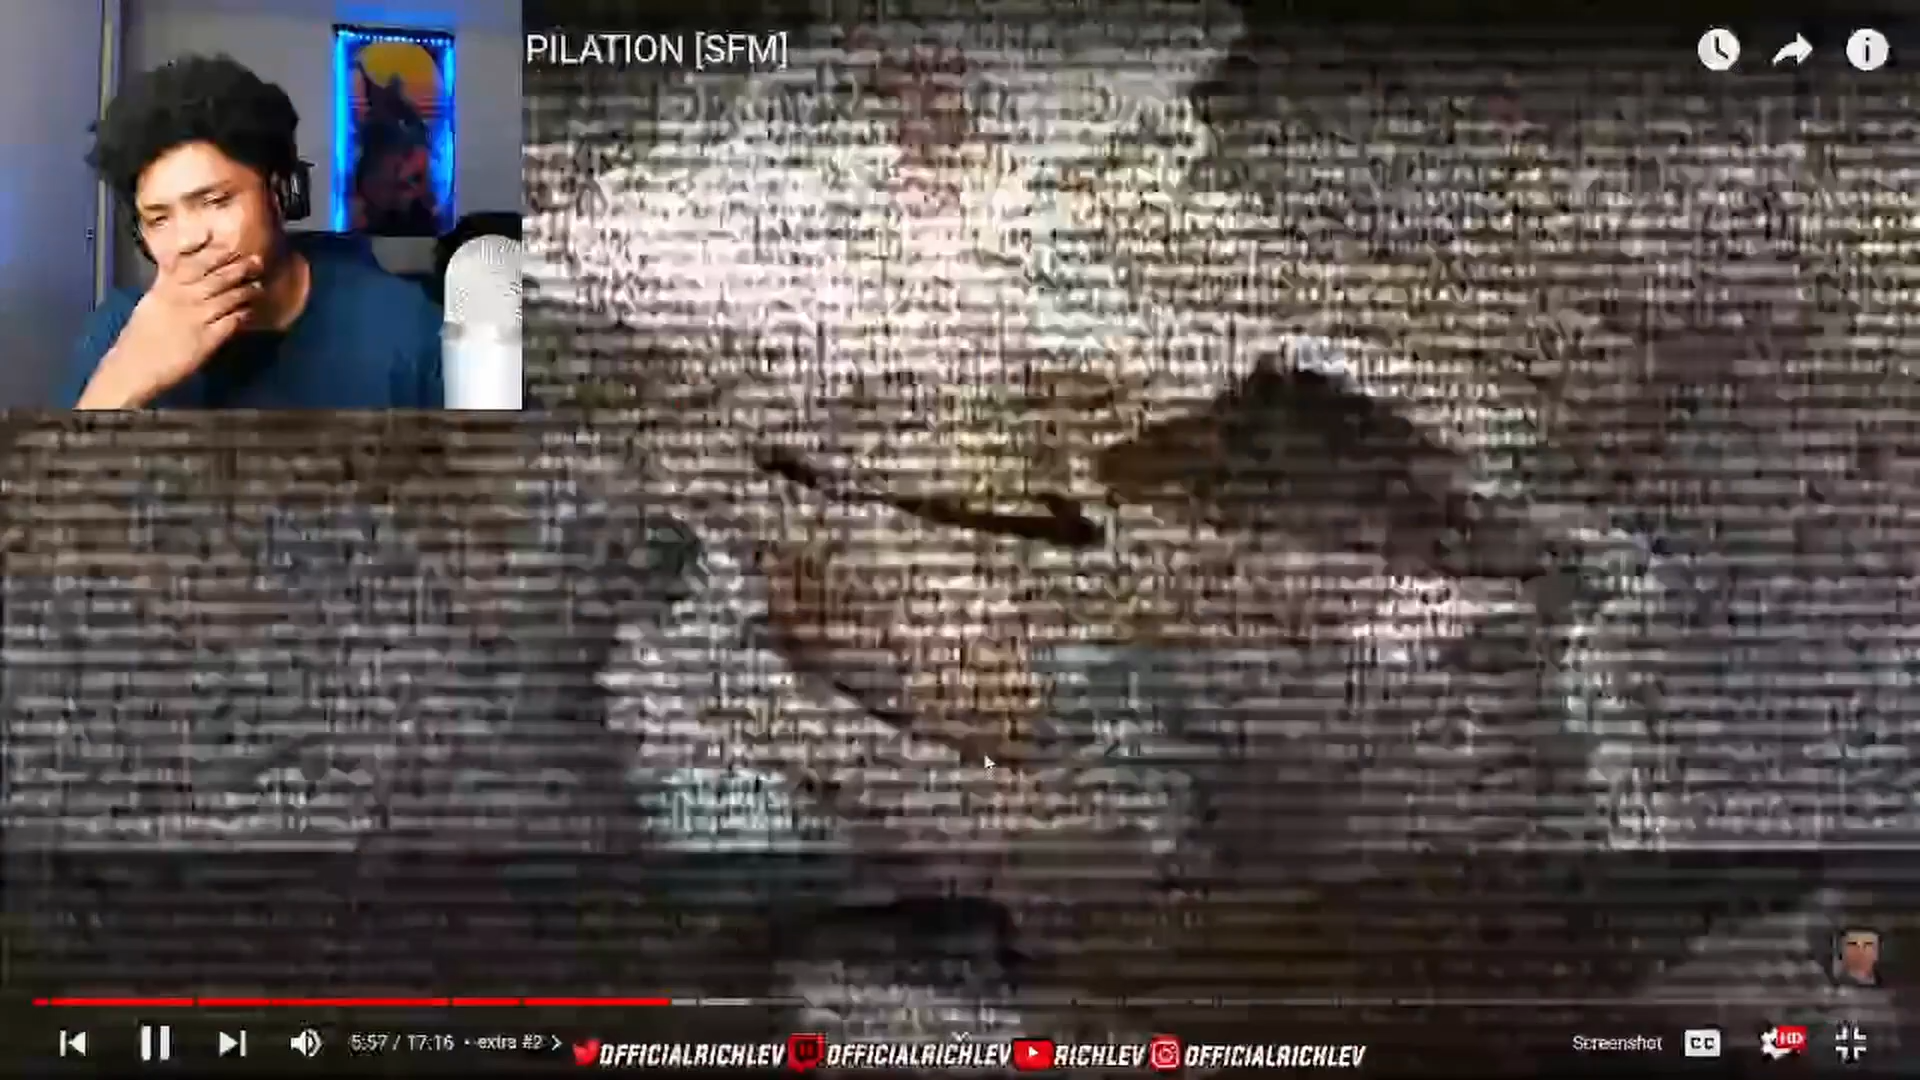 PILATION [SFM]
5:57 / 17:16 • extra #2 >
Screenshot
CC
HD
OFFICIALRICHLEV OFFICIALRICHLEV RICHLEV OFFICIALRICHLEV